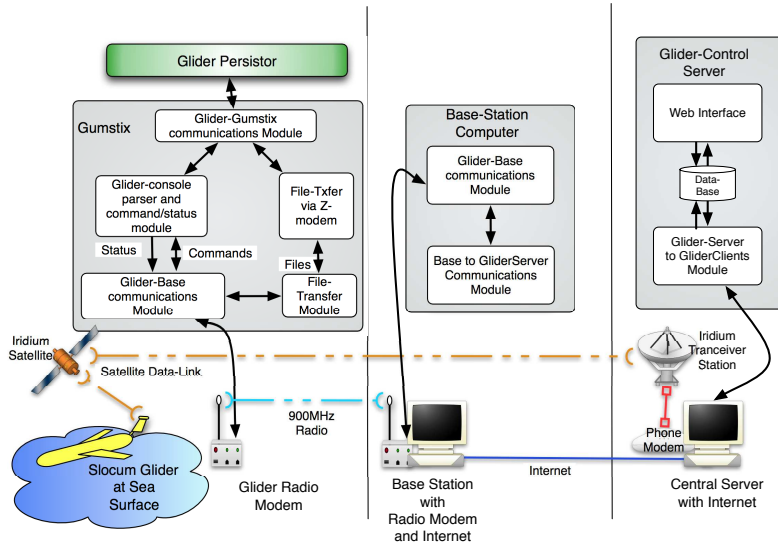 Glider Persistor
Gumstix
Glider-Gumstix
communications Module
Glider-console
parser and
command/status
module
File-Txfer
via Z-
modem
Status
Commands
Files
Glider-Base
communications
Module
File-
Transfer
Module
Base-Station
Computer
Glider-Base
communications
Module
Base to GliderServer
Communications
Module
Glider-Control
Server
Web Interface
Data-
Base
Glider-Server
to GliderClients
Module
Iridium
Satellite
Satellite Data-Link
Iridium
Tranceiver
Station
900MHz
Radio
Phone
Modem
Internet
Slocum Glider
at Sea
Surface
Glider Radio
Modem
Base Station
with
Radio Modem
and Internet
Central Server
with Internet